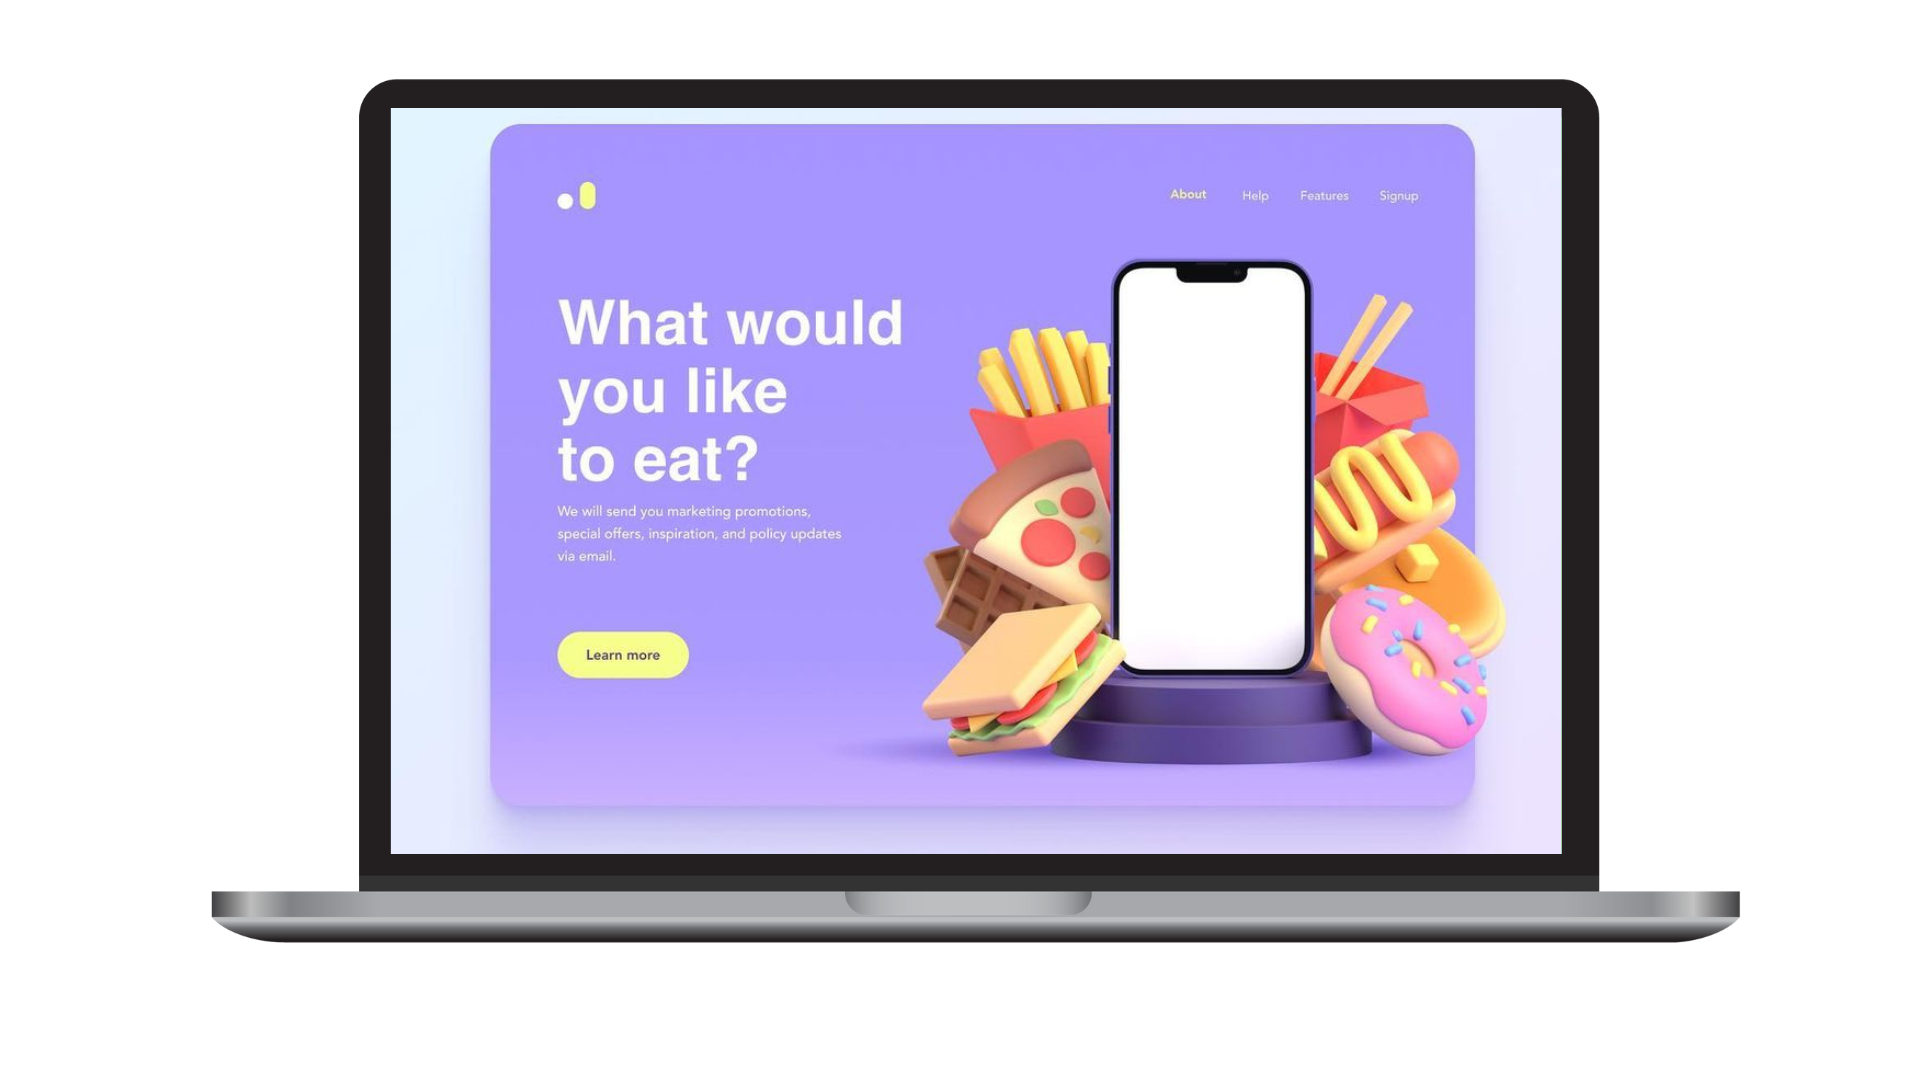 About Help Features Signup
What would
you like
to eat?
We will send you marketing promotions,
special offers, inspiration, and policy updates
via email.
Learn more